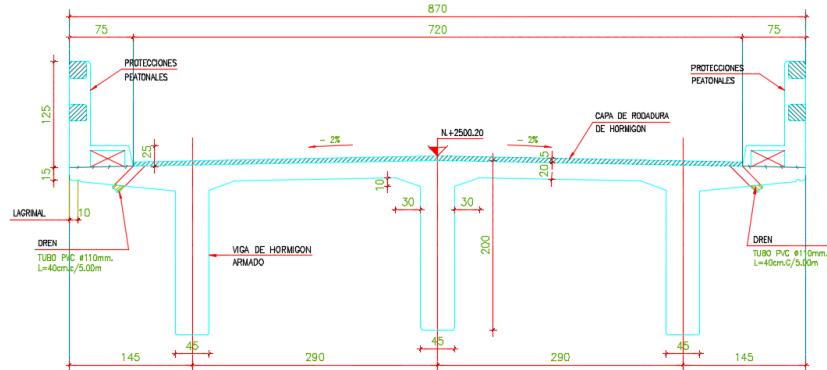 870
75
720
75
PROTECCIONES
PEATONALES
PROTECCIONES
PEATONALES
125
N.+2500.20
CAPA DE RODADURA
DE HORMIGON
- 2%
- 2%
25
5
15
20
10
10
30
30
LAGRIMAL
200
DREN
TUBO PVC ø110mm.
L=40cm.c/5.00m
VIGA DE HORMIGON
ARMADO
DREN
TUBO PVC ø110mm.
L=40cm.C/5.00m
45
45
45
145
290
290
145